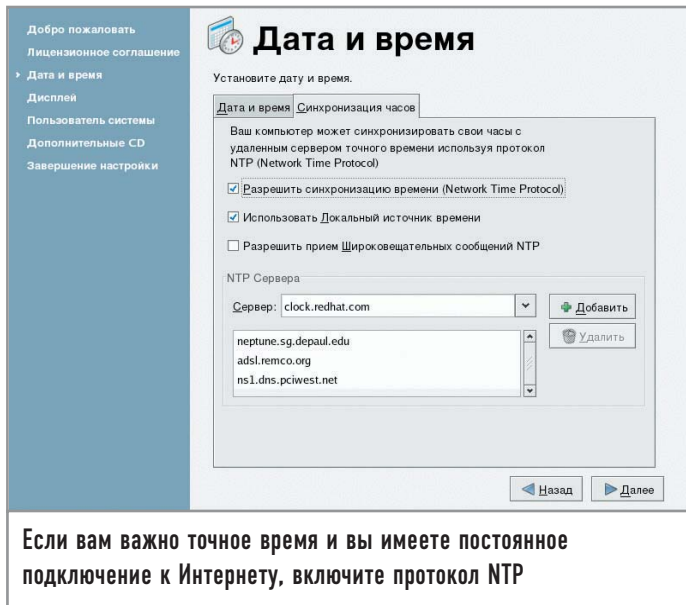 Добро пожаловать
Лицензионное соглашение
Дата и время
Дисплей
Пользователь системы
Дополнительные CD
Завершение настройки
Дата и время
Установите дату и время.
Дата и время Синхронизация часов
Ваш компьютер может синхронизировать свои часы с
удаленным сервером точного времени используя протокол
NTP (Network Time Protocol)
Разрешить синхронизацию времени (Network Time Protocol)
Использовать Локальный источник времени
Разрешить прием Широковещательных сообщений NTP
NTP Сервера
Сервер: clock.redhat.com
Добавить
neptune.sg.depaul.edu
Удалить
adsl.remco.org
ns1.dns.pciwest.net
Назад Далее
Если вам важно точное время и вы имеете постоянное
подключение к Интернету, включите протокол NTP